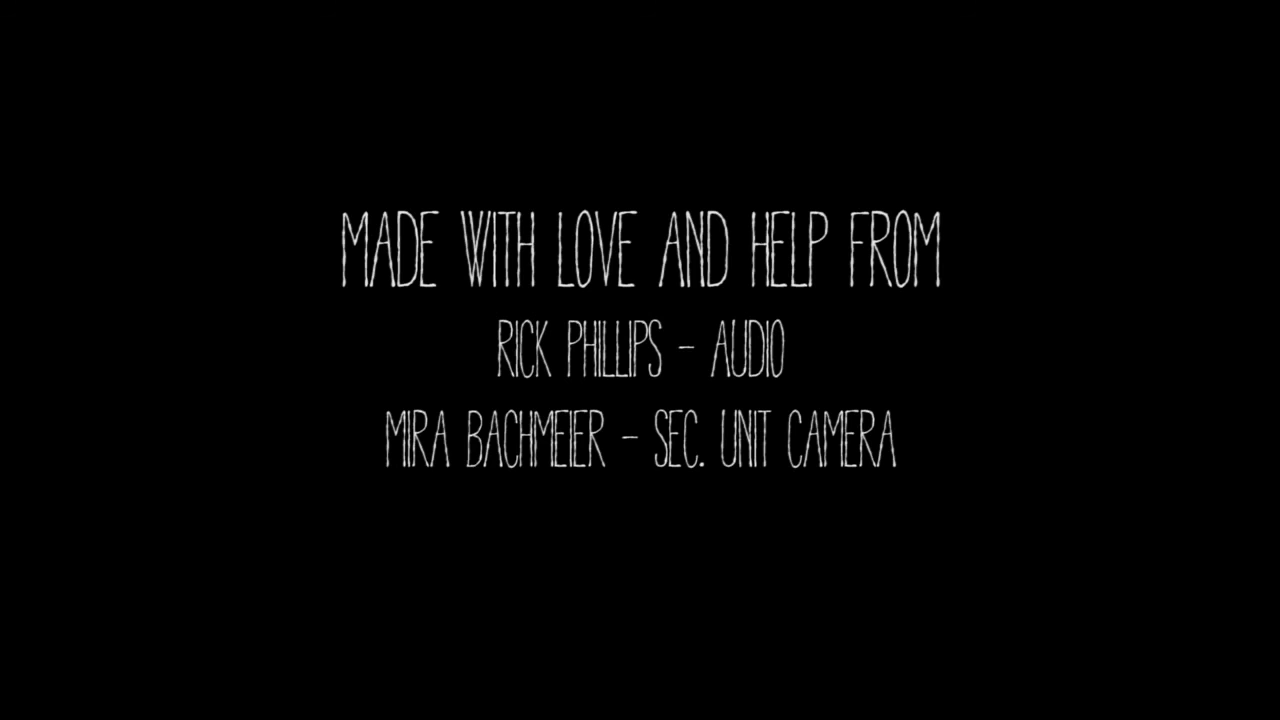 MADE WITH LOVE AND HELP FROM
RICK PHILLIPS - AUDIO
MIRA BACHMEIER - SEC. UNIT CAMERA